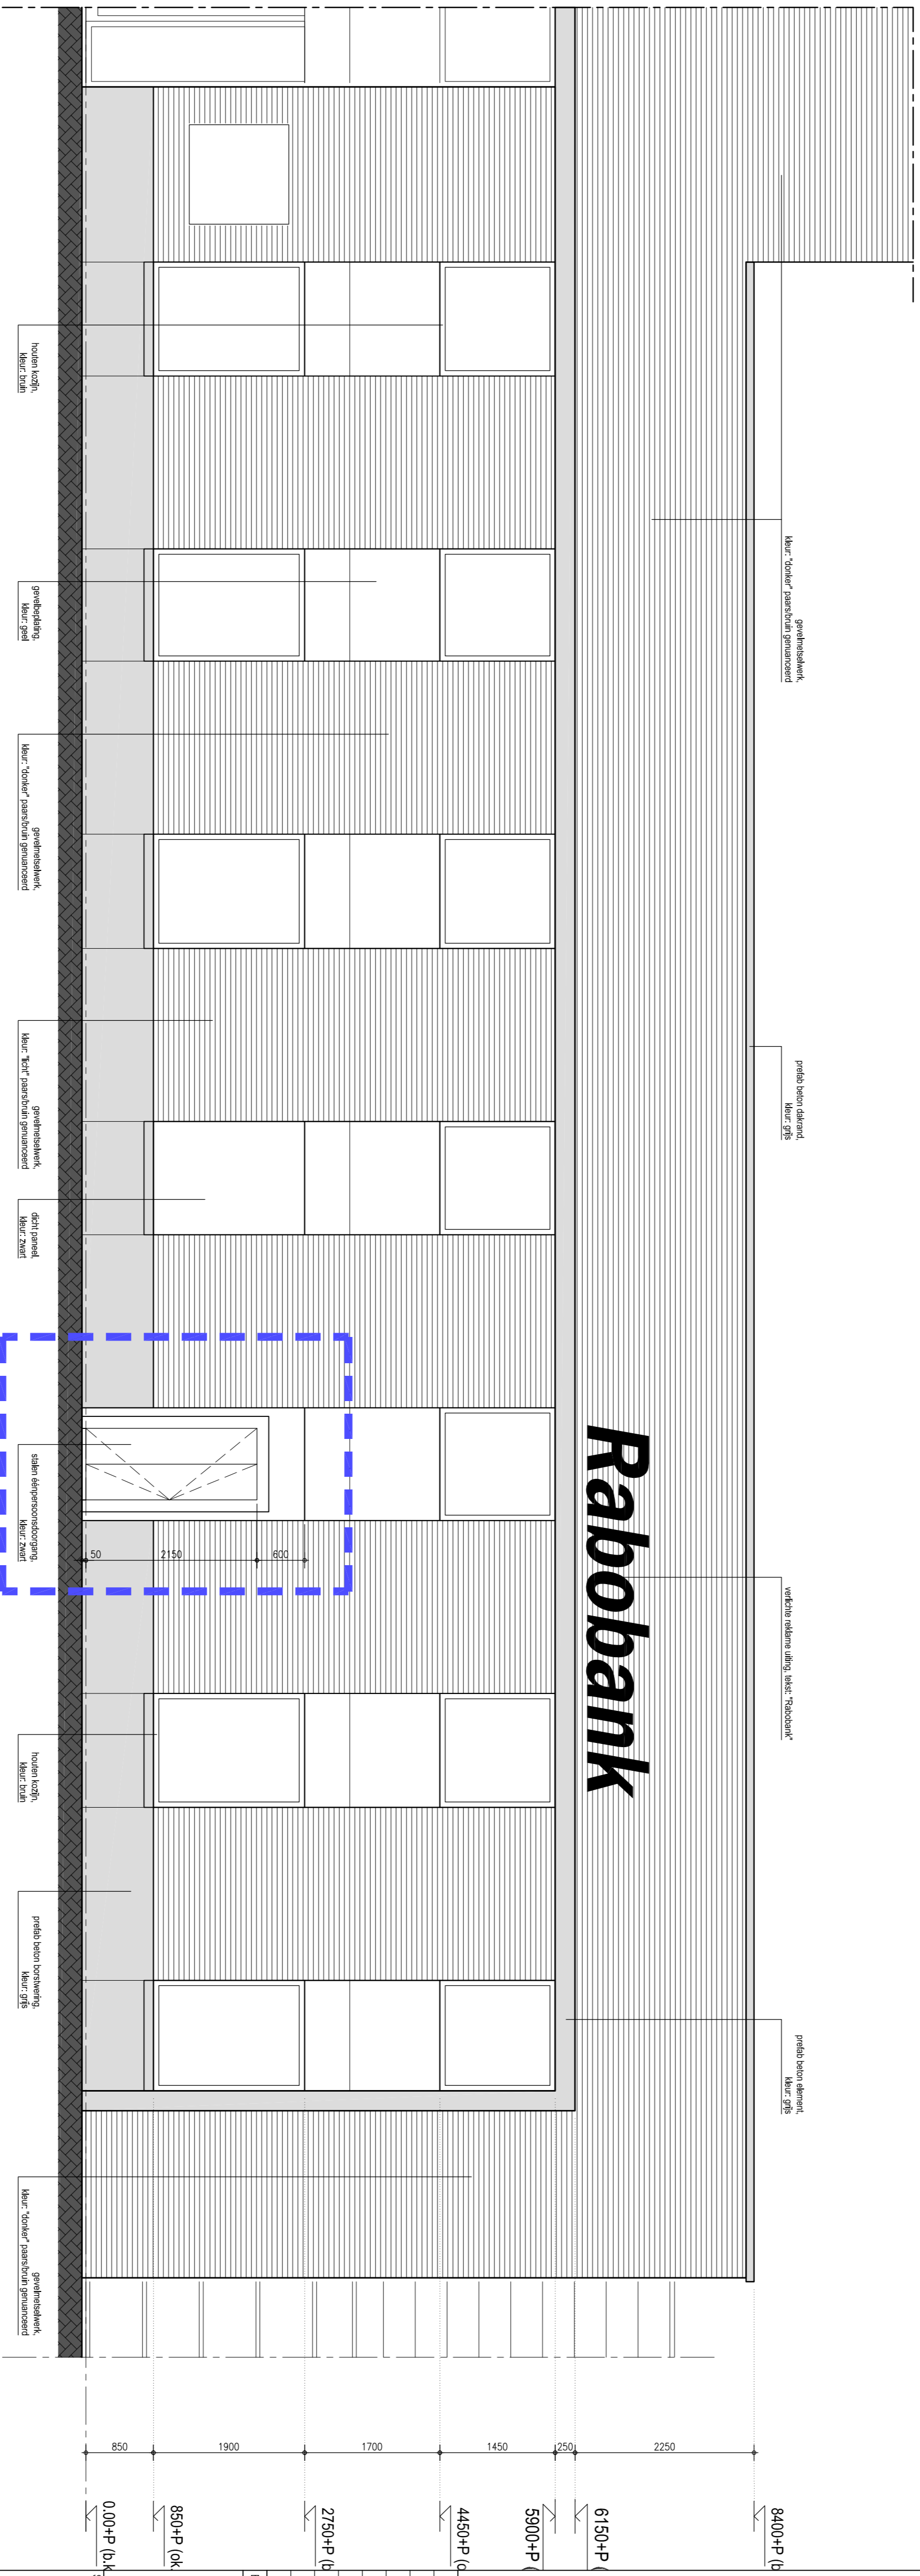 gevelmetselwerk,
kleur: "donker" paars/bruin genuanceerd
prefab beton dakrand,
kleur: grijs
verlichte reklame uiting, tekst: "Rabobank"
prefab beton element,
kleur: grijs
Rabobank
8400+P (b
6150+P (
5900+P (
4450+P (o
2750+P (b
850+P (ok.
0.00+P (b.k
2250
250
1450
1700
1900
850
600
2150
50
houten kozijn,
kleur: bruin
gevelbeplating,
kleur: geel
gevelmetselwerk,
kleur: "donker" paars/bruin genuanceerd
gevelmetselwerk,
kleur: "licht" paars/bruin genuanceerd
dicht paneel,
kleur: zwart
stalen éénpersoonsdoorgang,
kleur: zwart
houten kozijn,
kleur: bruin
prefab beton borstwering,
kleur: grijs
gevelmetselwerk,
kleur: "donker" paars/bruin genuanceerd